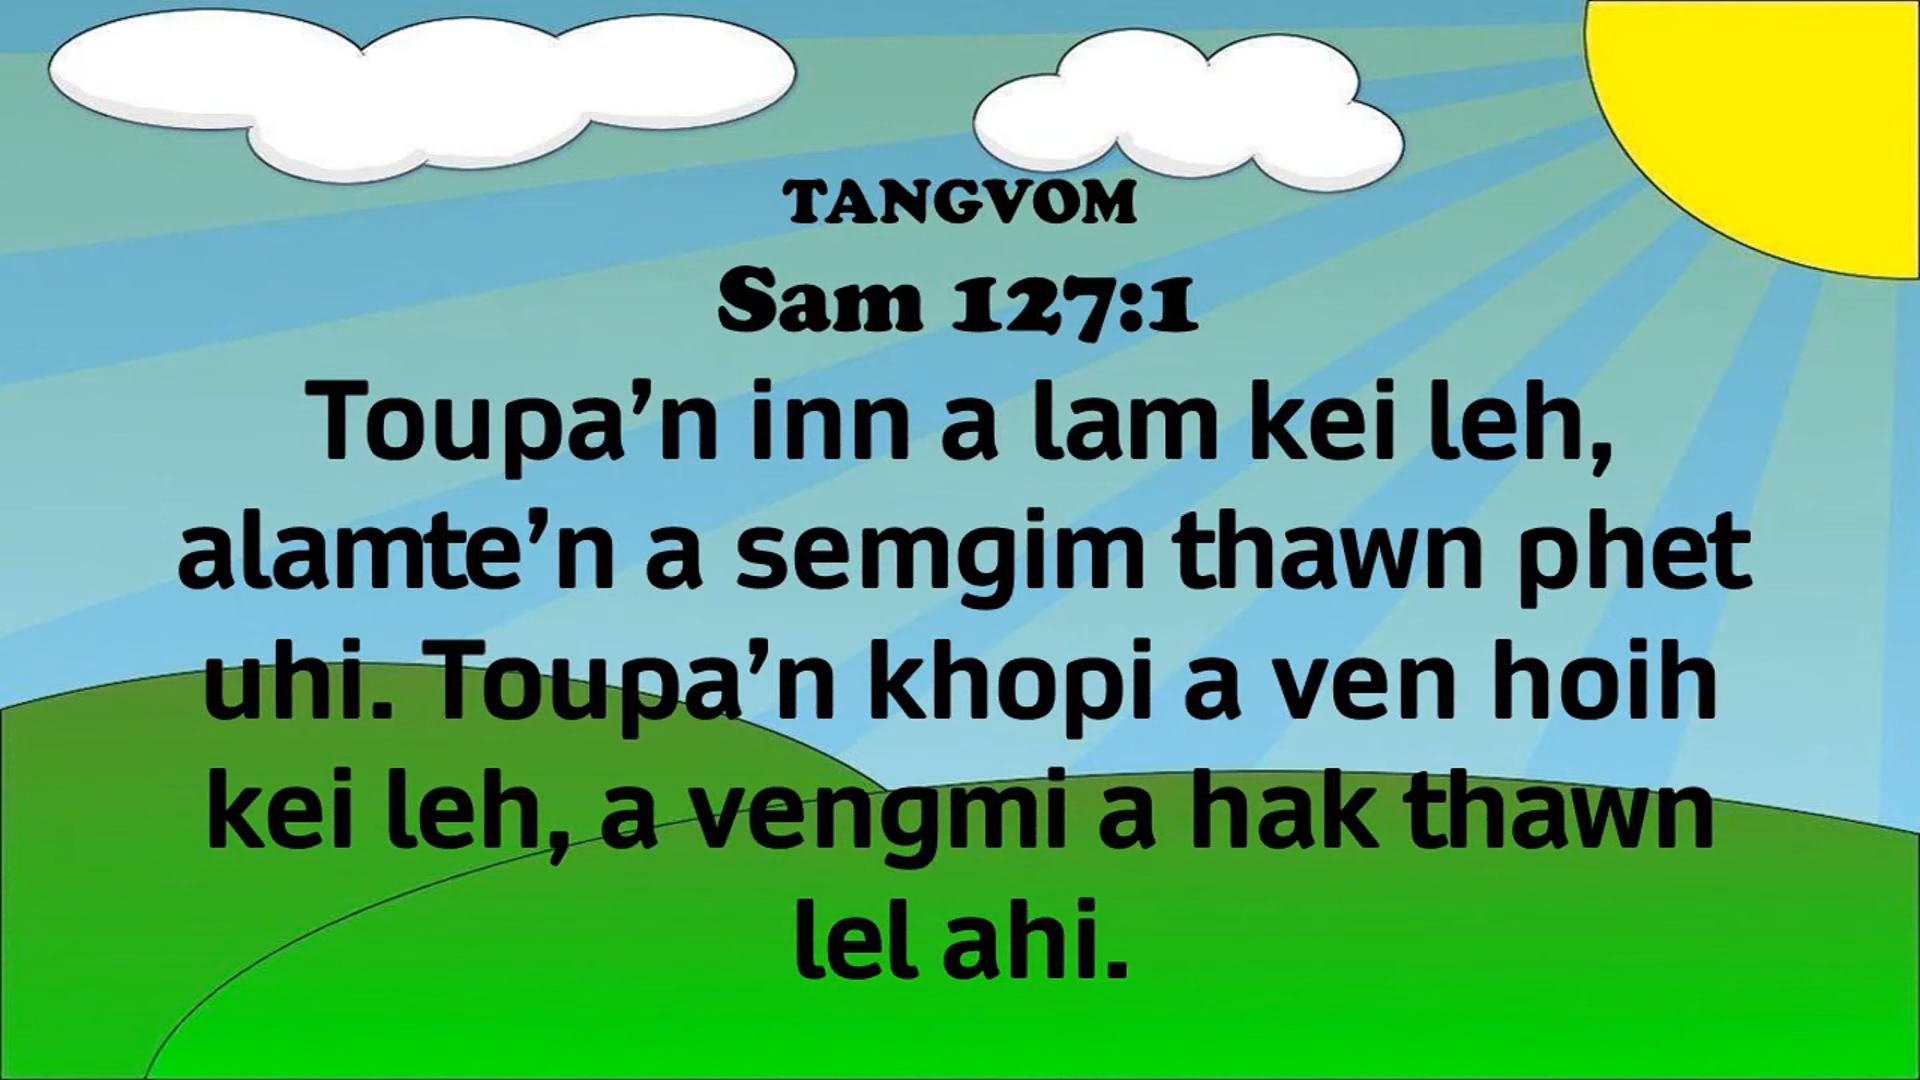 TANGVOM
Sam 127:1
Toupa’n inn a lam kei leh,
alamte’n a semgim thawn phet
uhi. Toupa’n khopi a ven hoih
kei leh, a vengmi a hak thawn
lel ahi.